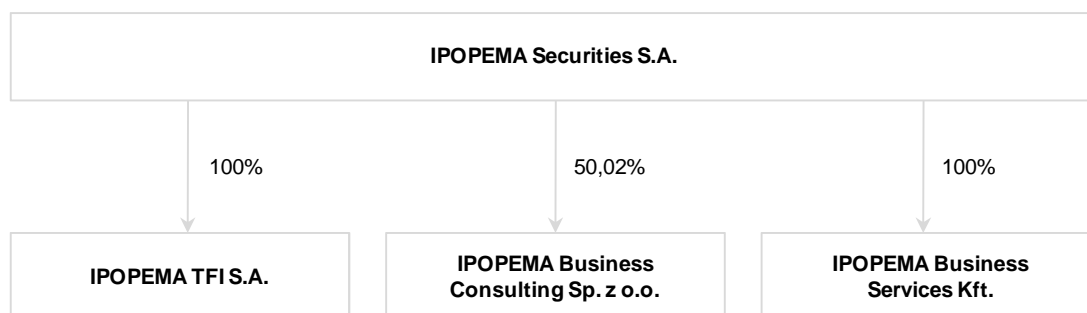 IPOPEMA Securities S.A.
100%
50,02%
100%
IPOPEMA TFI S.A.
IPOPEMA Business
Consulting Sp. z o.o.
IPOPEMA Business
Services Kft.